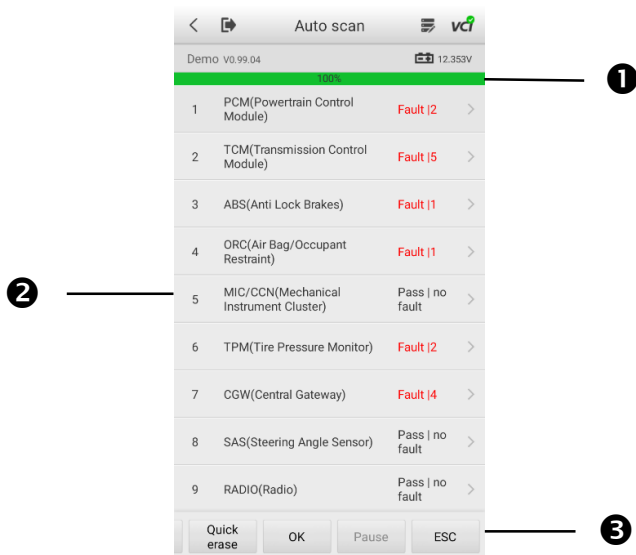 Auto scan
vci
Demo V0.99.04
12.353V
100%
❶
1
PCM(Powertrain Control
Module)
Fault |2
2
TCM(Transmission Control
Module)
Fault |5
3
ABS(Anti Lock Brakes)
Fault |1
4
ORC(Air Bag/Occupant
Restraint)
Fault |1
❷
5
MIC/CCN(Mechanical
Instrument Cluster)
Pass | no
fault
6
TPM(Tire Pressure Monitor)
Fault |2
7
CGW(Central Gateway)
Fault |4
8
SAS(Steering Angle Sensor)
Pass | no
fault
9
RADIO(Radio)
Pass | no
fault
Quick
erase
OK
Pause
ESC
❸